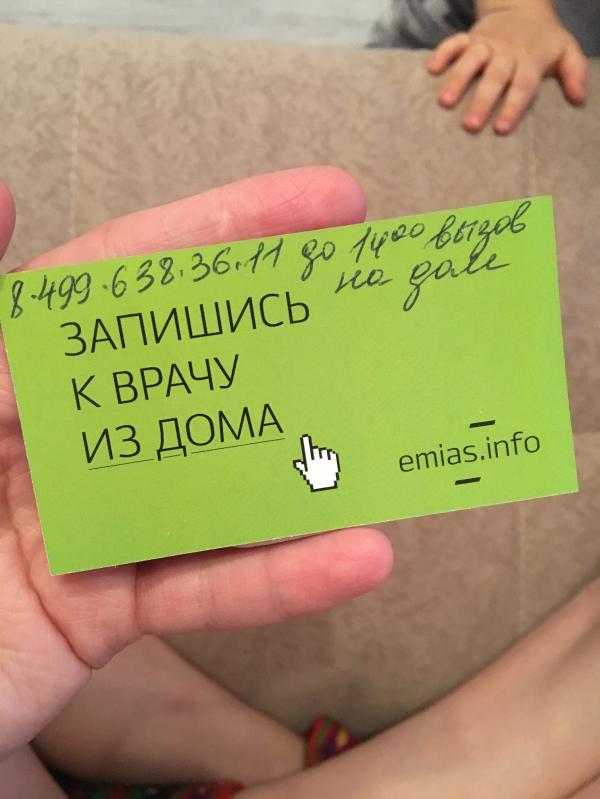 8.499.638.36.11 до 14⁰⁰ вызов
на дом
ЗАПИШИСЬ
К ВРАЧУ
ИЗ ДОМА
emias.info